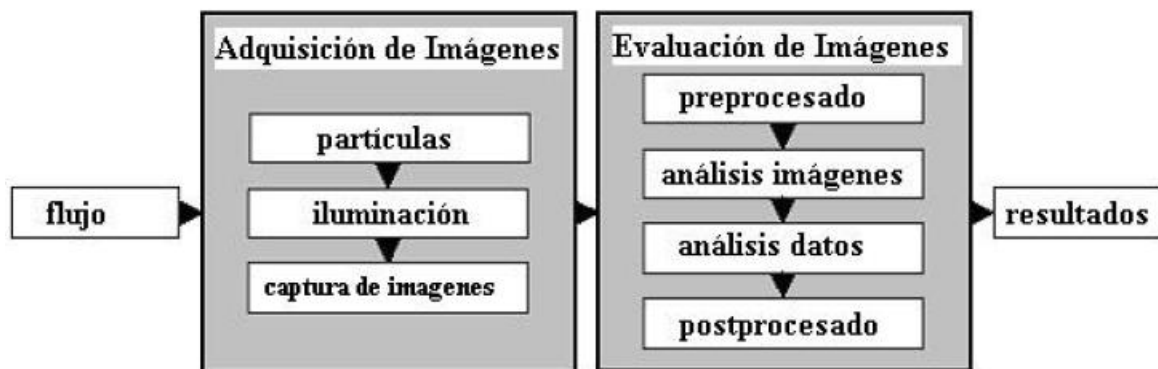 flujo
Adquisición de Imágenes
partículas
iluminación
captura de imagenes
Evaluación de Imágenes
preprocesado
análisis imágenes
análisis datos
postprocesado
resultados